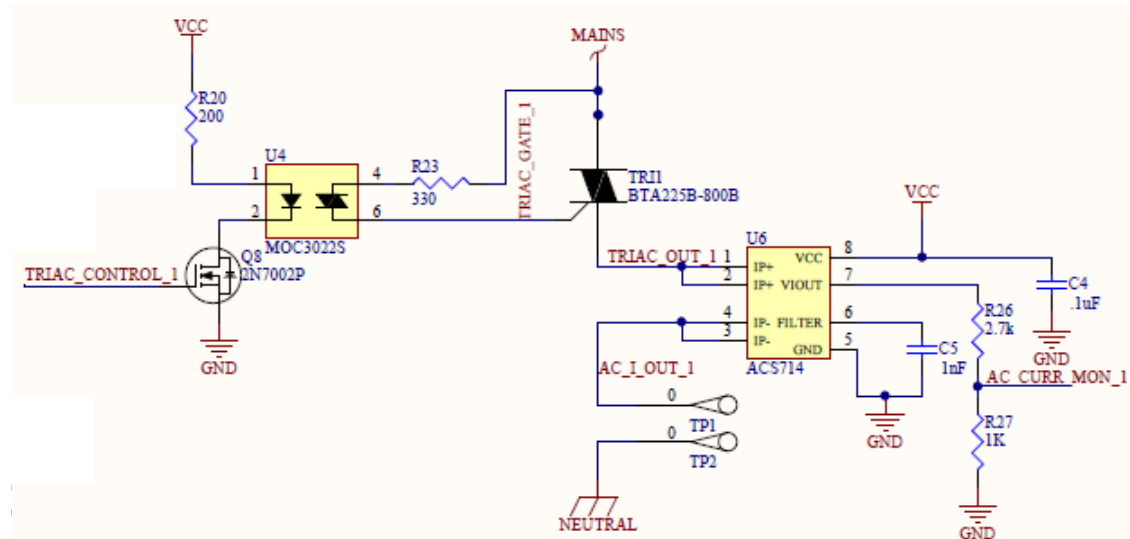 VCC
MAINS
R20
200
TRIAC_GATE_1
U4
1
4
R23
330
2
6
MOC3022S
TRI1
BTA225B-800B
VCC
Q8
2N7002P
TRIAC_CONTROL_1
GND
TRIAC_OUT_1
U6
1
IP+
VCC
8
2
IP+
VIOUT
7
4
IP-
FILTER
6
3
IP-
GND
5
ACS714
C4
.1uF
GND
R26
2.7k
C5
1nF
AC_CURR_MON_1
AC_I_OUT_1
0
TP1
0
TP2
GND
R27
1K
NEUTRAL
GND